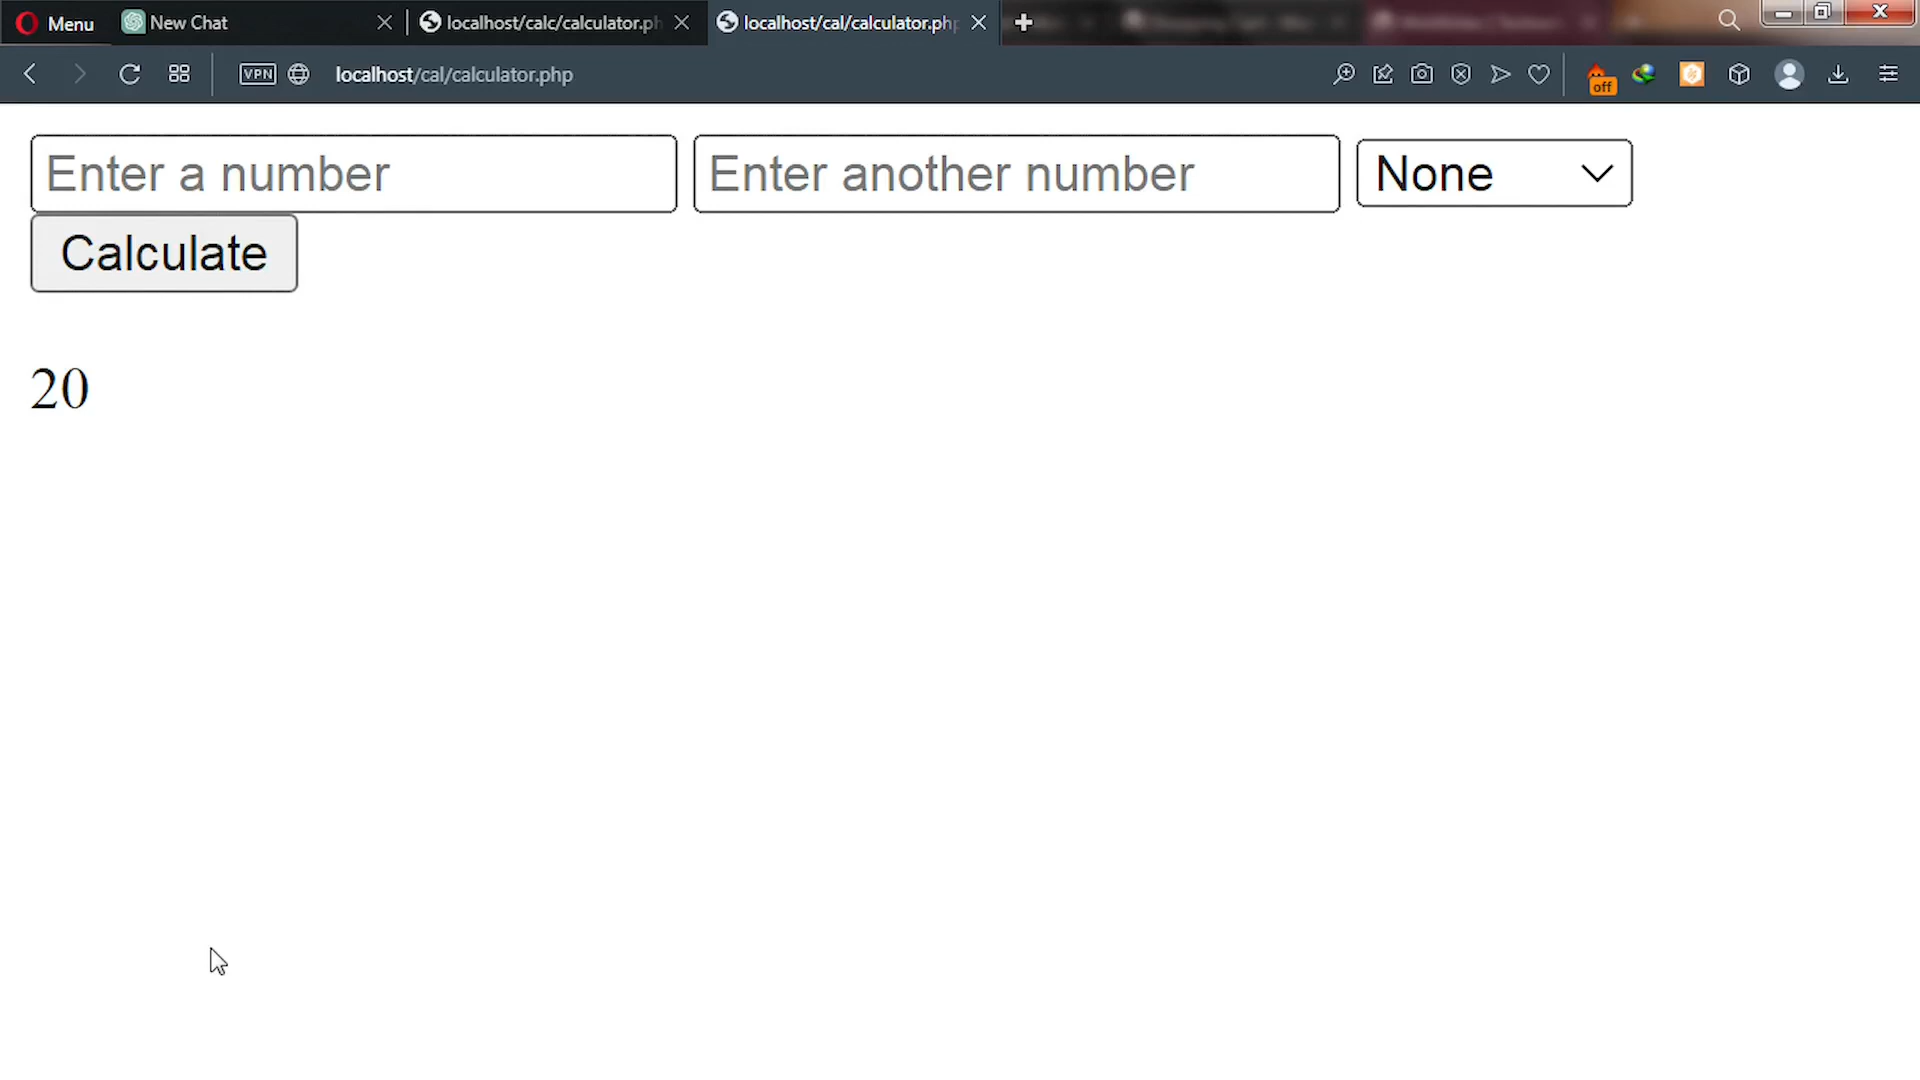 Menu
New Chat
localhost/calc/calculator.ph
localhost/cal/calculator.php
VPN
localhost/cal/calculator.php
off
Enter a number
Enter another number
None
Calculate
20